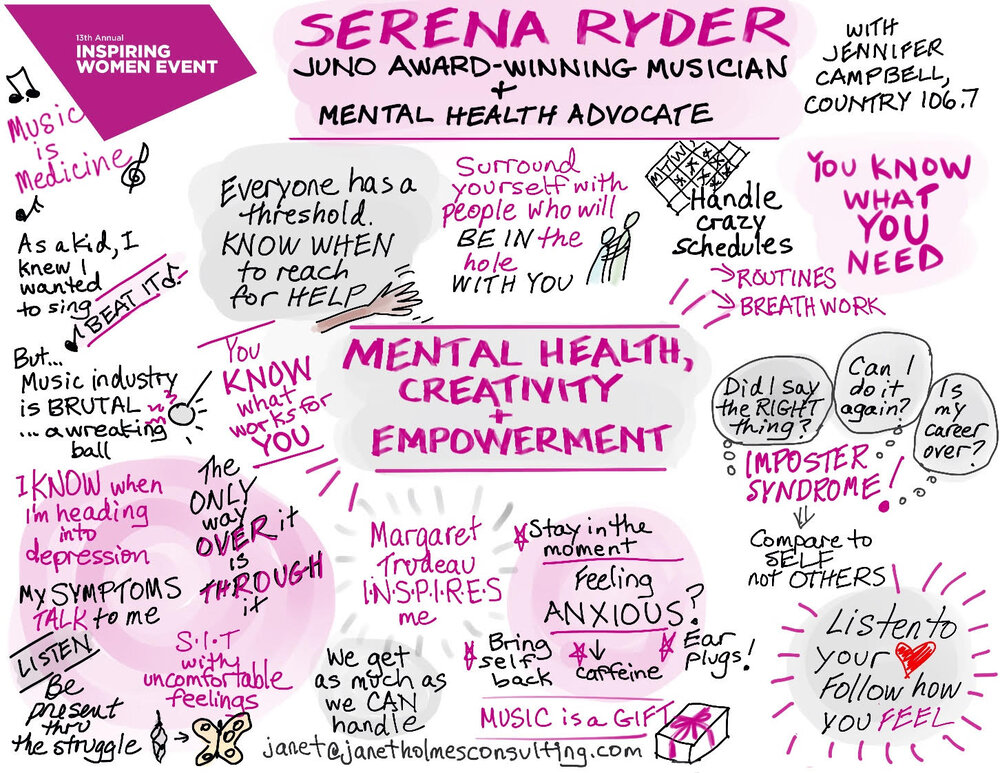 13th Annual
INSPIRING
WOMEN EVENT
SERENA RYDER
JUNO AWARD-WINNING MUSICIAN
+
MENTAL HEALTH ADVOCATE
WITH
JENNIFER
CAMPBELL,
COUNTRY 106.7
Music
is
Medicine
As a kid, I
knew I
wanted
to sing
BEAT IT
But...
Music industry
is BRUTAL
... a wreaking
ball
Everyone has a
threshold.
KNOW WHEN
to reach
for HELP
Surround
yourself with
people who will
BE IN the
hole
WITH YOU
M T W T
Handle
crazy
schedules
ROUTINES
BREATH WORK
YOU KNOW
WHAT
YOU
NEED
You
KNOW
what
works for
YOU
MENTAL HEALTH,
CREATIVITY
+
EMPOWERMENT
Did I say
the RIGHT
thing?
Can I
do it
again?
Is
my
career
over?
IMPOSTER
SYNDROME!
Compare to
SELF
not OTHERS
I KNOW when
I'm heading
into
depression
My SYMPTOMS
TALK to me
LISTEN
Be
present
thru
the struggle
The
ONLY
way
OVER it
is
THROUGH
it
S.I.T
with
uncomfortable
feelings
Margaret
Trudeau
I.N.S.P.I.R.E.S
me
We get
as much as
we CAN
handle
Stay in the
moment
Feeling
ANXIOUS?
Bring
self
back
caffeine
Ear
plugs!
MUSIC is a GIFT
Listen to
your
Follow how
you FEEL
janet@janetholmesconsulting.com